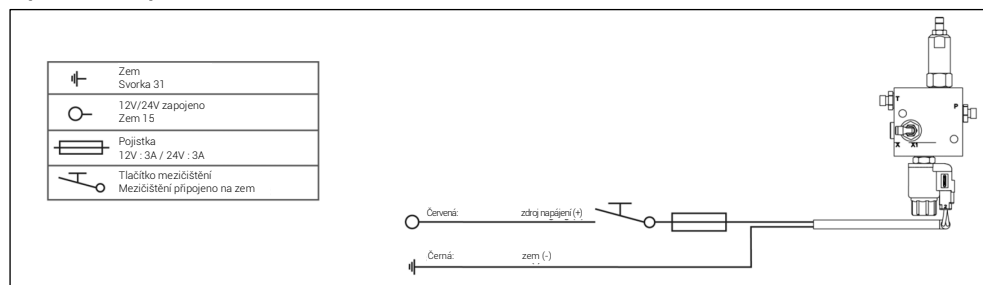 Zem
Svorka 31
12V/24V zapojeno
Zem 15
Pojistka
12V : 3A / 24V : 3A
Tlačítko mezičištění
Mezičištění připojeno na zem
T
P
X X1
Červená: zdroj napájení (+)
Černá: zem (-)